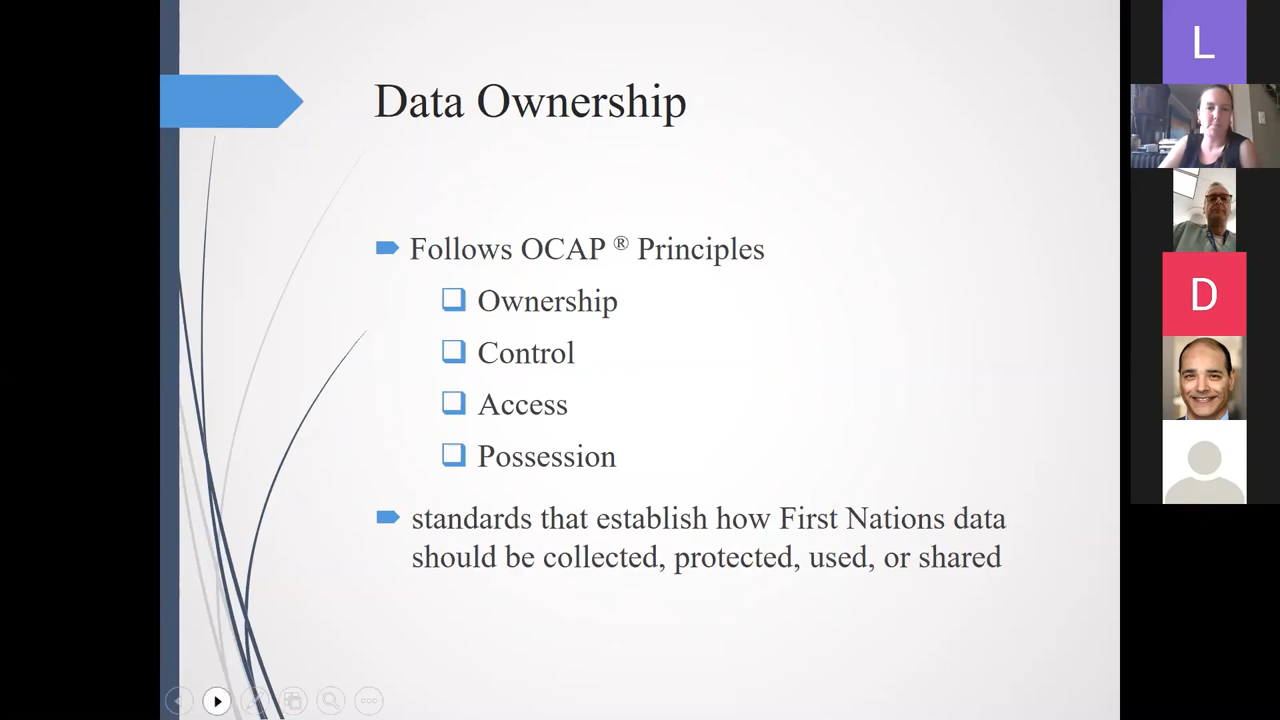 Data Ownership
Follows OCAP ® Principles
Ownership
Control
Access
Possession
standards that establish how First Nations data
should be collected, protected, used, or shared
L
D